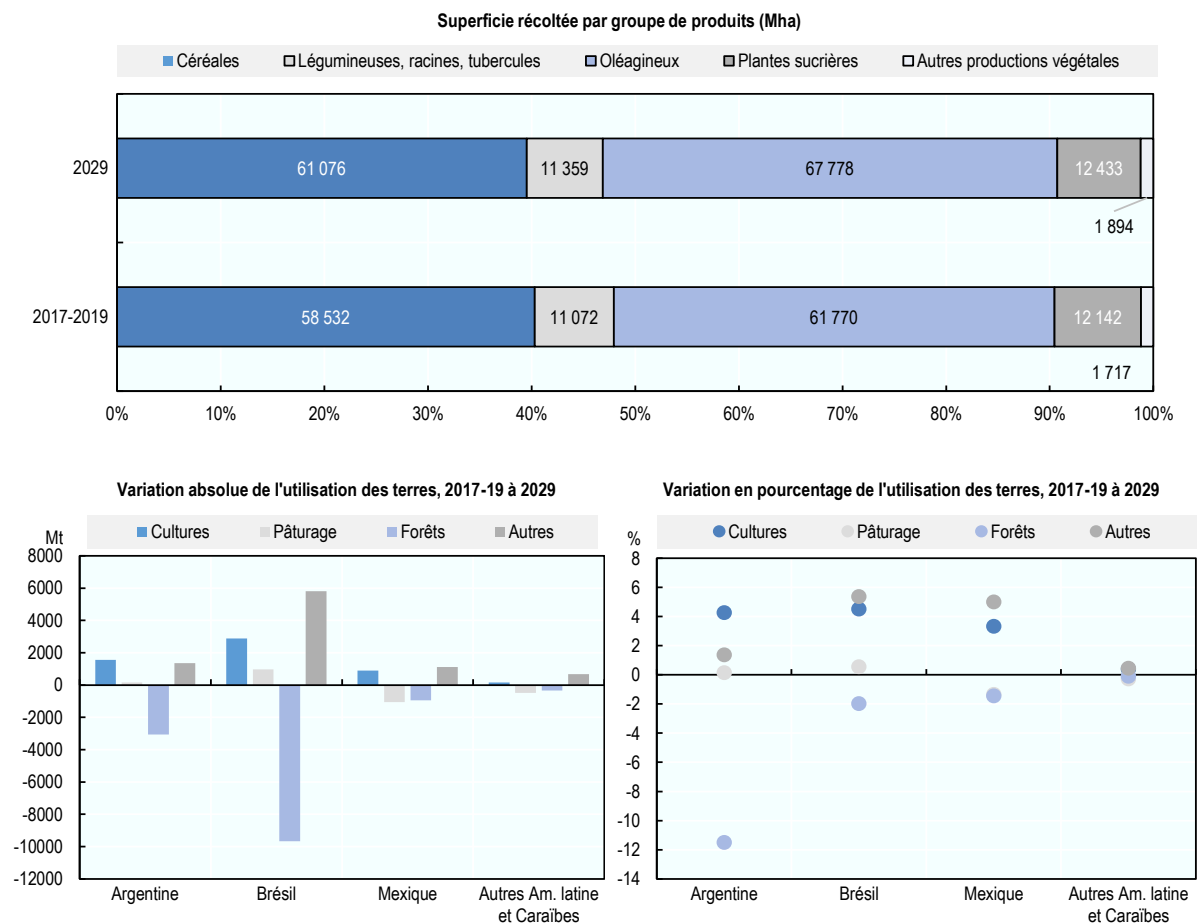 Superficie récoltée par groupe de produits (Mha)
Céréales Légumineuses, racines, tubercules Oléagineux Plantes sucrières Autres productions végétales
2029 61 076 11 359 67 778 12 433
1 894
2017-2019 58 532 11 072 61 770 12 142
1 717
0% 10% 20% 30% 40% 50% 60% 70% 80% 90% 100%
Variation absolue de l'utilisation des terres, 2017-19 à 2029
Mt Cultures Pâturage Forêts Autres
8000
6000
4000
2000
0
-2000
-4000
-6000
-8000
-10000
-12000
Argentine Brésil Mexique Autres Am. latine
et Caraïbes
Variation en pourcentage de l'utilisation des terres, 2017-19 à 2029
% Cultures Pâturage Forêts Autres
8
6
4
2
0
-2
-4
-6
-8
-10
-12
-14
Argentine Brésil Mexique Autres Am. latine
et Caraïbes